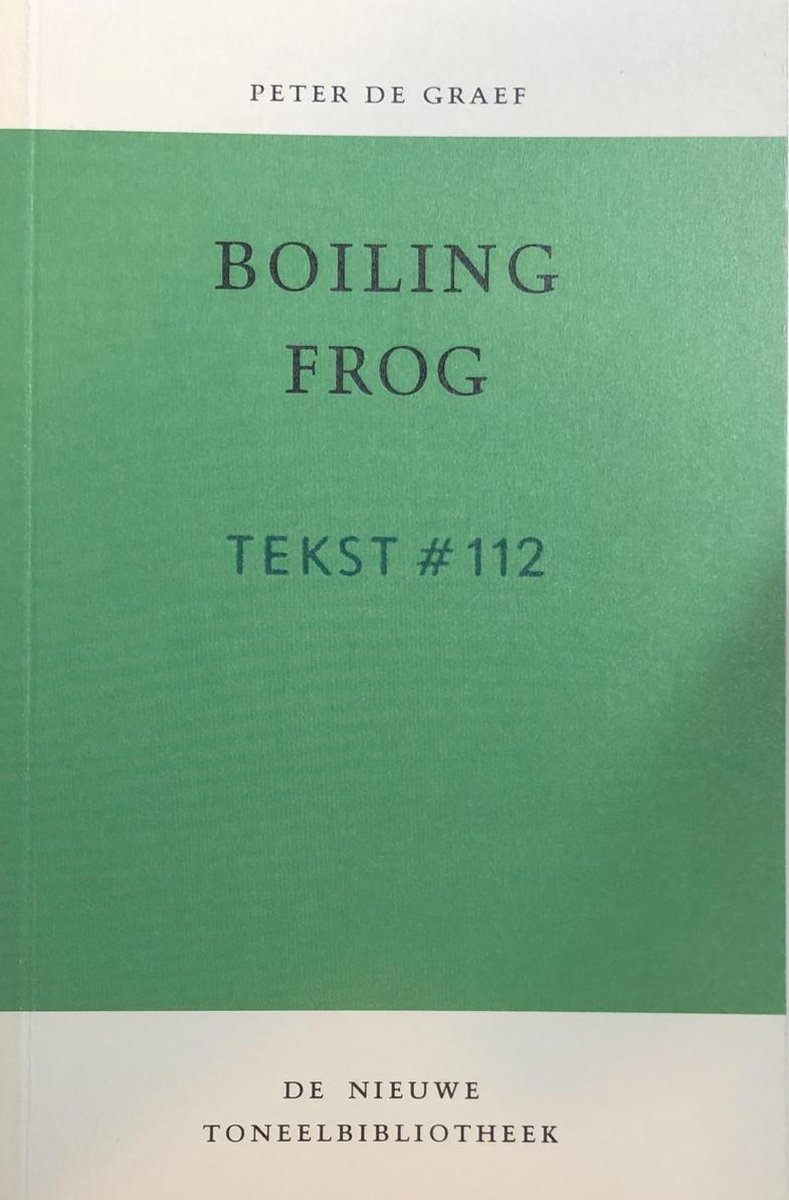 PETER DE GRAEF
BOILING
FROG
TEKST #112
DE NIEUWE
TONEELBIBLIOTHEEK